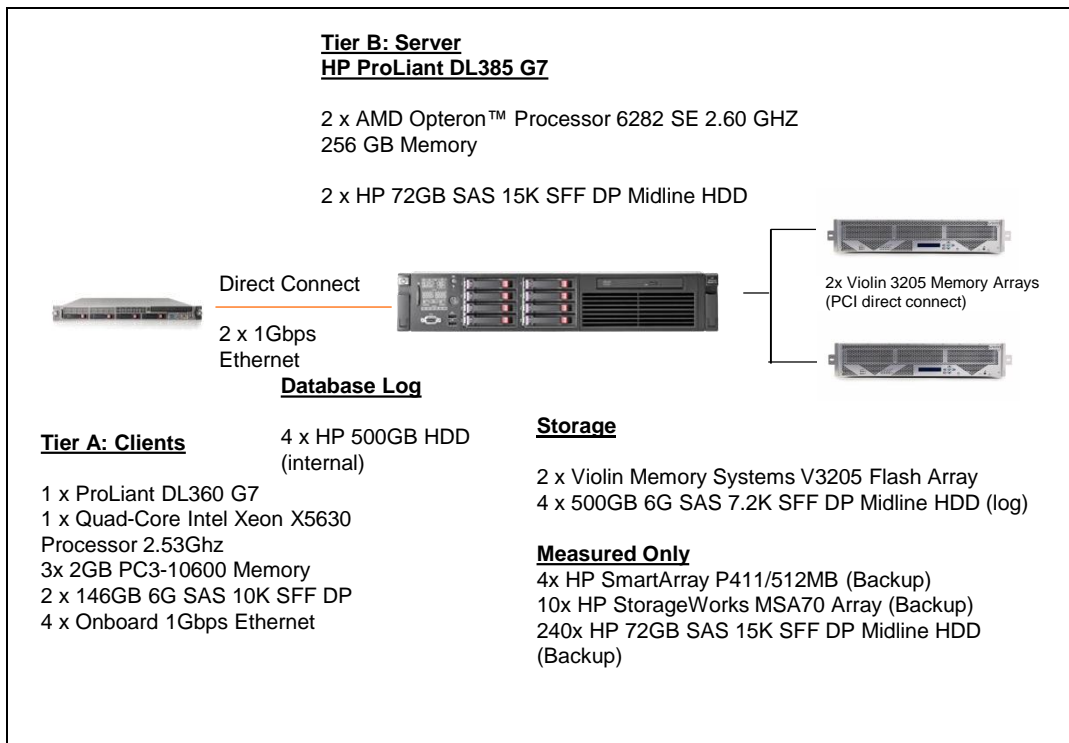 Tier B: Server
HP ProLiant DL385 G7
2 x AMD Opteron™ Processor 6282 SE 2.60 GHZ
256 GB Memory
2 x HP 72GB SAS 15K SFF DP Midline HDD
Direct Connect
2 x 1Gbps
Ethernet
2x Violin 3205 Memory Arrays
(PCI direct connect)
Database Log
4 x HP 500GB HDD
(internal)
Tier A: Clients
1 x ProLiant DL360 G7
1 x Quad-Core Intel Xeon X5630
Processor 2.53Ghz
3x 2GB PC3-10600 Memory
2 x 146GB 6G SAS 10K SFF DP
4 x Onboard 1Gbps Ethernet
Storage
2 x Violin Memory Systems V3205 Flash Array
4 x 500GB 6G SAS 7.2K SFF DP Midline HDD (log)
Measured Only
4x HP SmartArray P411/512MB (Backup)
10x HP StorageWorks MSA70 Array (Backup)
240x HP 72GB SAS 15K SFF DP Midline HDD
(Backup)